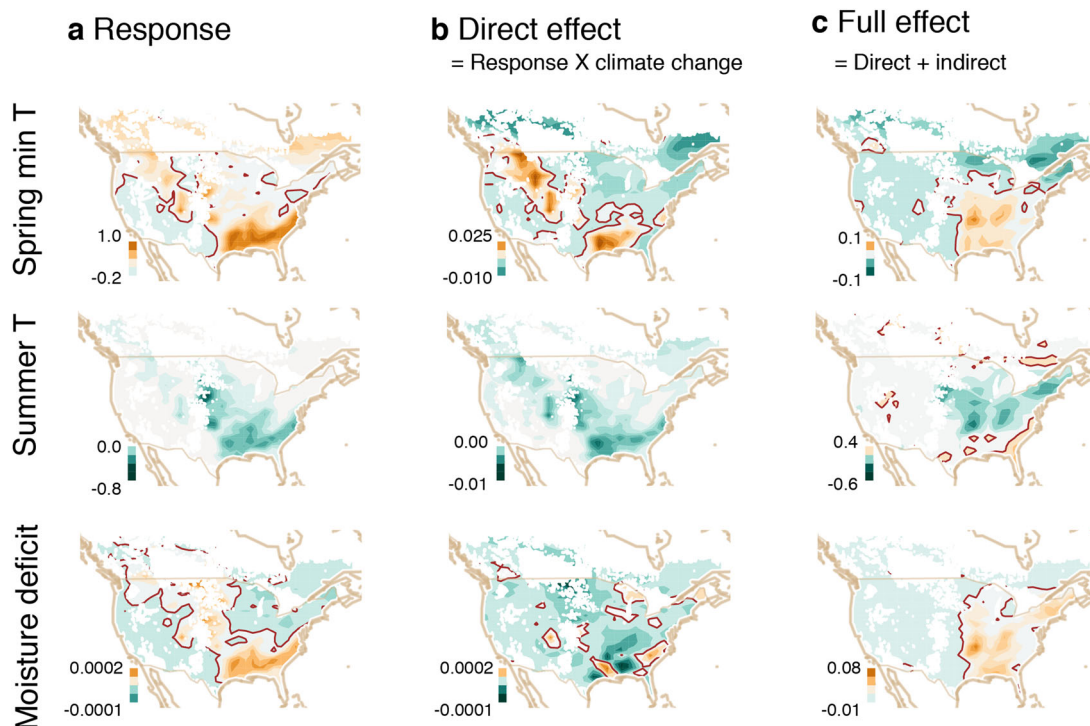 a Response
b Direct effect
= Response X climate change
c Full effect
= Direct + indirect
Spring min T
1.0
-0.2
0.025
-0.010
0.1
-0.1
Summer T
0.0
-0.8
0.00
-0.01
0.4
-0.6
Moisture deficit
0.0002
-0.0001
0.0002
-0.0001
0.08
-0.01